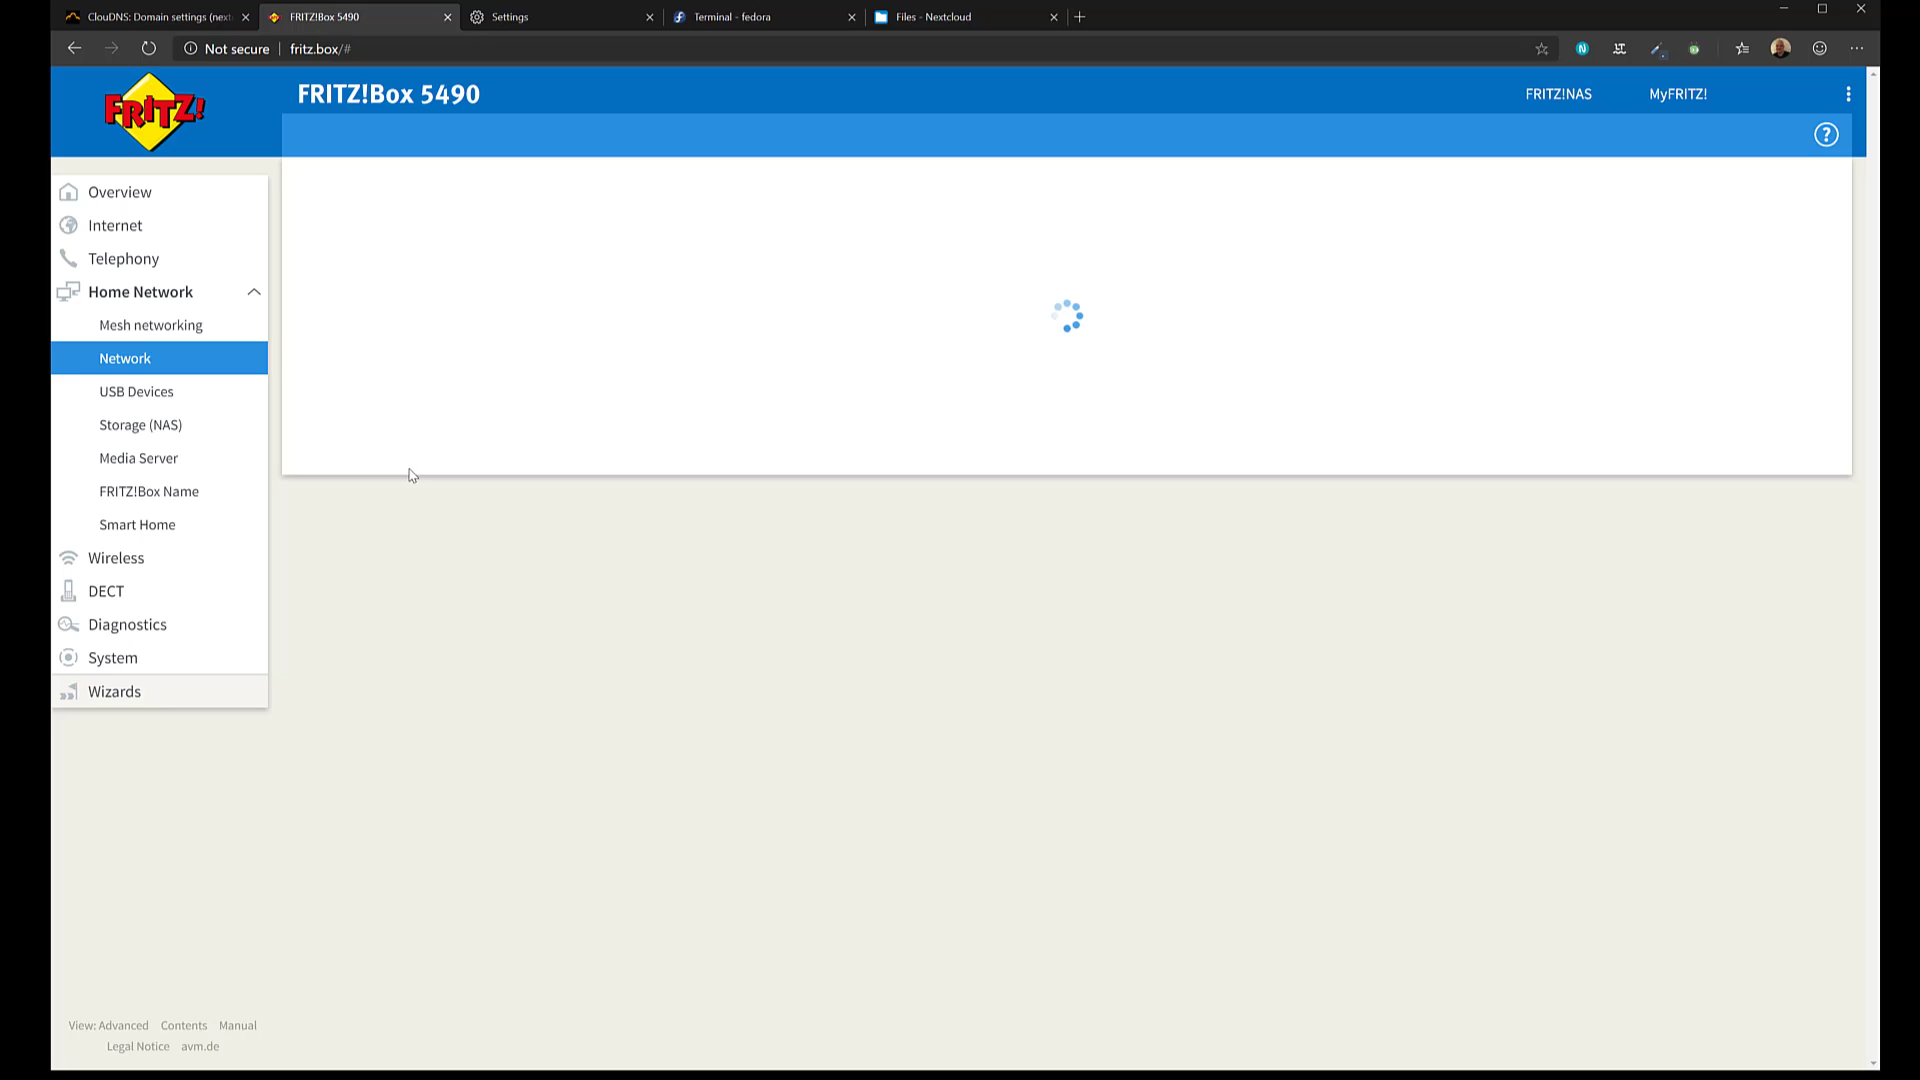 ClouDNS: Domain settings (next
FRITZ!Box 5490
Settings
Terminal - fedora
Files - Nextcloud
Not secure
fritz.box/#
FRITZ!
FRITZ!Box 5490
FRITZ!NAS
MyFRITZ!
?
Overview
Internet
Telephony
Home Network
Mesh networking
Network
USB Devices
Storage (NAS)
Media Server
FRITZ!Box Name
Smart Home
Wireless
DECT
Diagnostics
System
Wizards
View: Advanced Contents Manual
Legal Notice avm.de